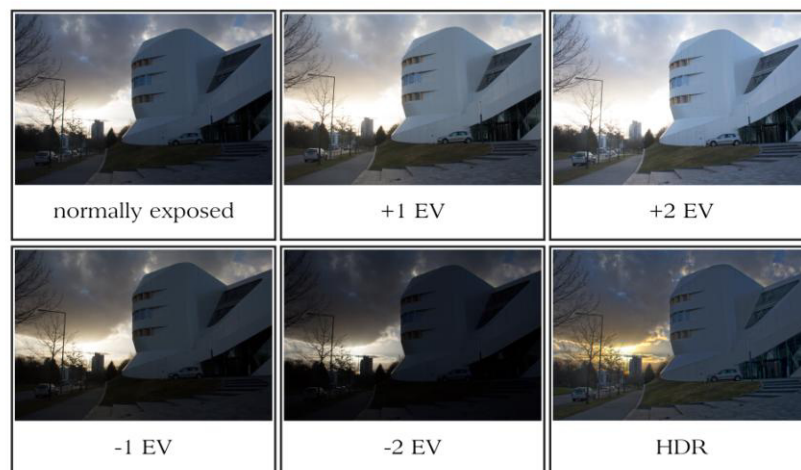 normally exposed
+1 EV
+2 EV
-1 EV
-2 EV
HDR